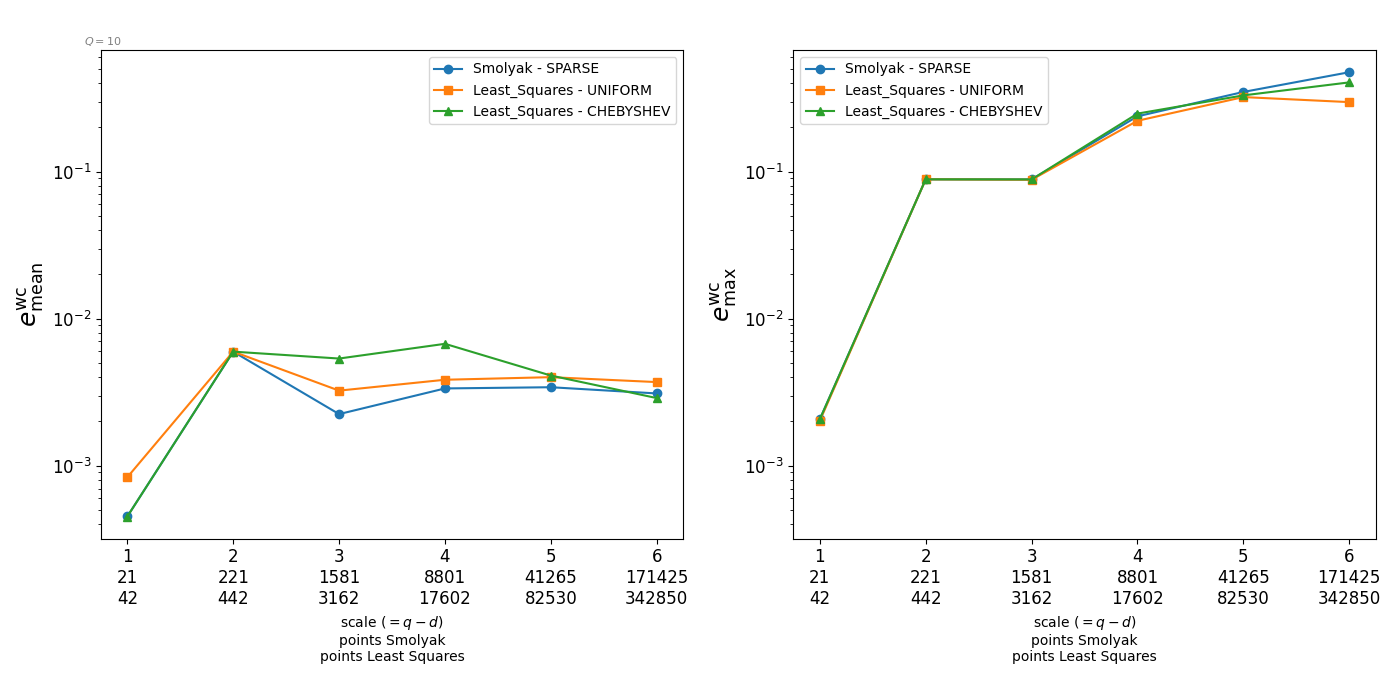 Q = 10
Smolyak - SPARSE
Least_Squares - UNIFORM
Least_Squares - CHEBYSHEV
10⁻¹
10⁻²
10⁻³
e^wc_mean
1 2 3 4 5 6
21 221 1581 8801 41265 171425
42 442 3162 17602 82530 342850
scale (= q − d)
points Smolyak
points Least Squares
Smolyak - SPARSE
Least_Squares - UNIFORM
Least_Squares - CHEBYSHEV
10⁻¹
10⁻²
10⁻³
e^wc_max
1 2 3 4 5 6
21 221 1581 8801 41265 171425
42 442 3162 17602 82530 342850
scale (= q − d)
points Smolyak
points Least Squares